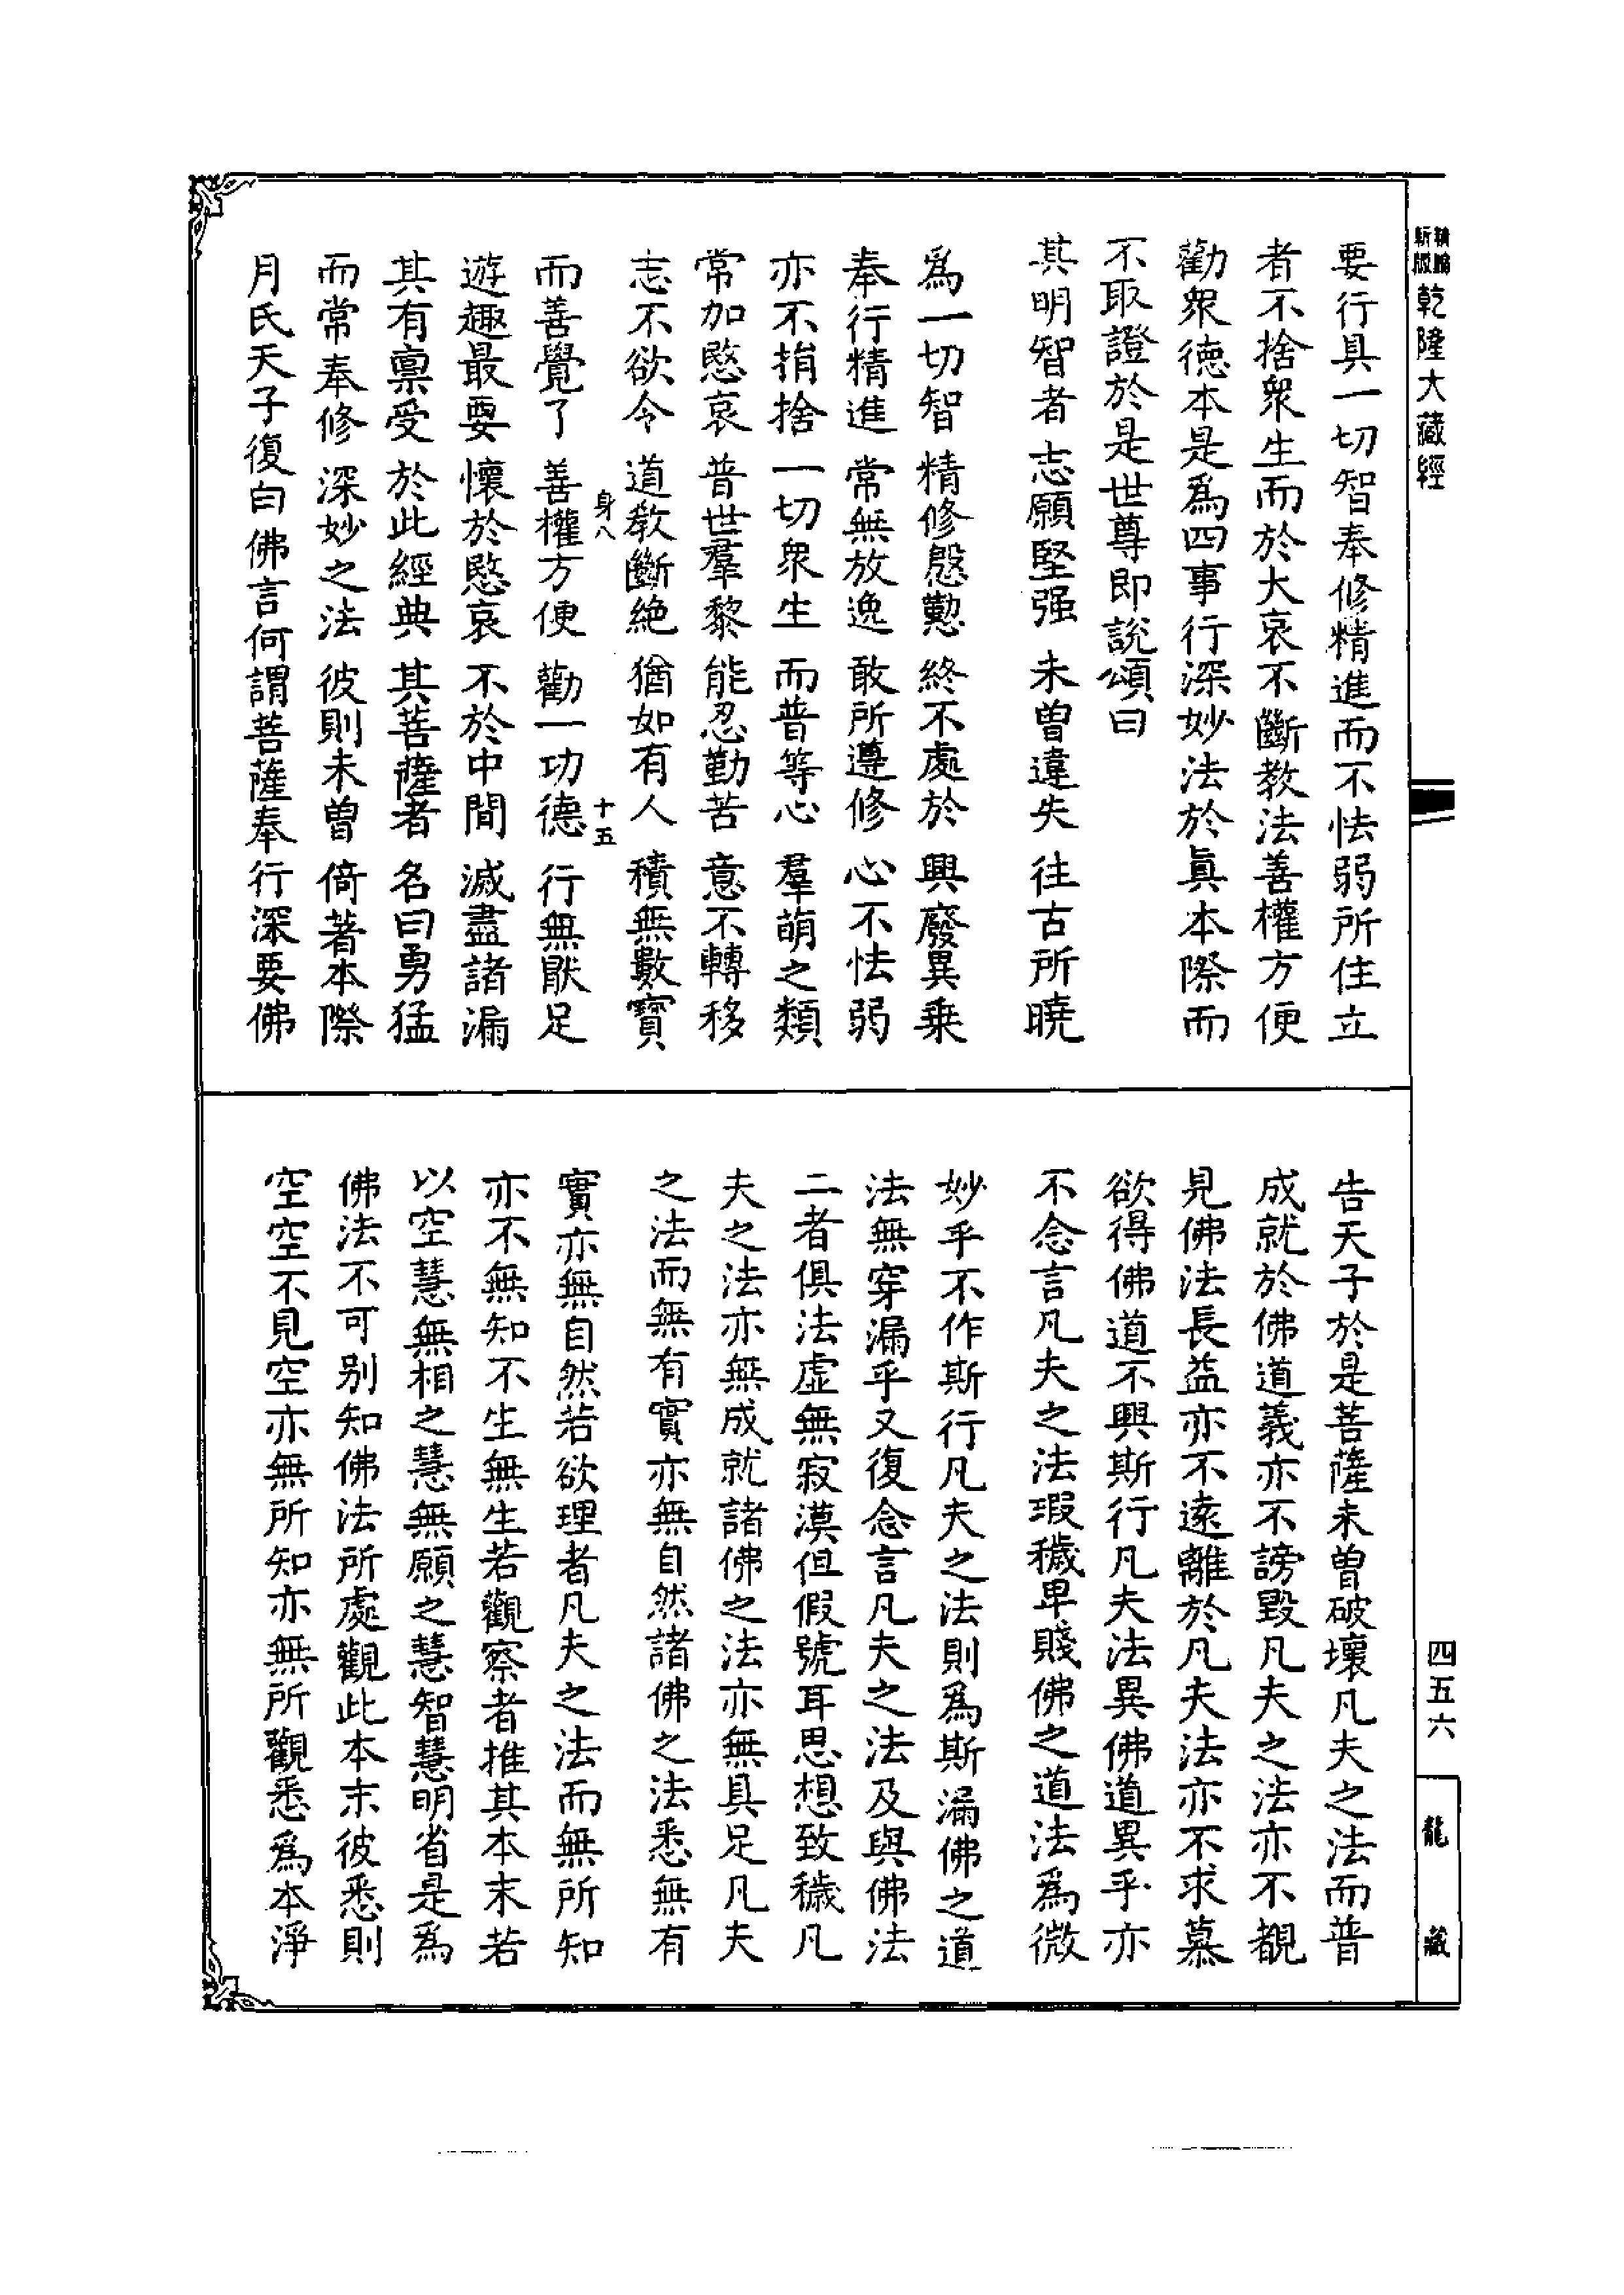 新版
精編
乾隆大藏經
要行具一切智奉修精進而不怯弱所住立
者不捨衆生而於大哀不斷教法善權方便
勸衆德本是爲四事行深妙法於眞本際而
不取證於是世尊即說頌曰
其明智者 志願堅强 未曾違失 往古所曉
爲一切智 精修慇懃 終不處於 興廢異乗
奉行精進 常無放逸 敢所遵修 心不怯弱
亦不捐捨 一切衆生 而普等心 羣萌之類
常加愍哀 普世羣黎 能忍勤苦 意不轉移
志不欲令 道教斷絶 猶如有人 積無數寶
身八 十五
而善覺了 善權方便 勸一功德 行無猒足
遊趣最要 懷於愍哀 不於中間 滅盡諸漏
其有稟受 於此經典 其菩薩者 名曰勇猛
而常奉修 深妙之法 彼則未曾 倚著本際
月氏天子復白佛言何謂菩薩奉行深要佛
告天子於是菩薩未曾破壞凡夫之法而普
成就於佛道義亦不謗毀凡夫之法亦不覩
見佛法長益亦不遠離於凡夫法亦不求慕
欲得佛道不興斯行凡夫法異佛道異乎亦
不念言凡夫之法瑕穢卑賤佛之道法爲微
妙乎不作斯行凡夫之法則爲斯漏佛之道
法無穿漏乎又復念言凡夫之法及與佛法
二者俱法虛無寂漠但假號耳思想致穢凡
夫之法亦無成就諸佛之法亦無具足凡夫
之法而無有實亦無自然諸佛之法悉無有
實亦無自然若欲理者凡夫之法而無所知
亦不無知不生無生若觀察者推其本末若
以空慧無相之慧無願之慧智慧明省是爲
佛法不可别知佛法所處觀此本末彼悉則
空空不見空亦無所知亦無所觀悉爲本淨
四五六
龍藏